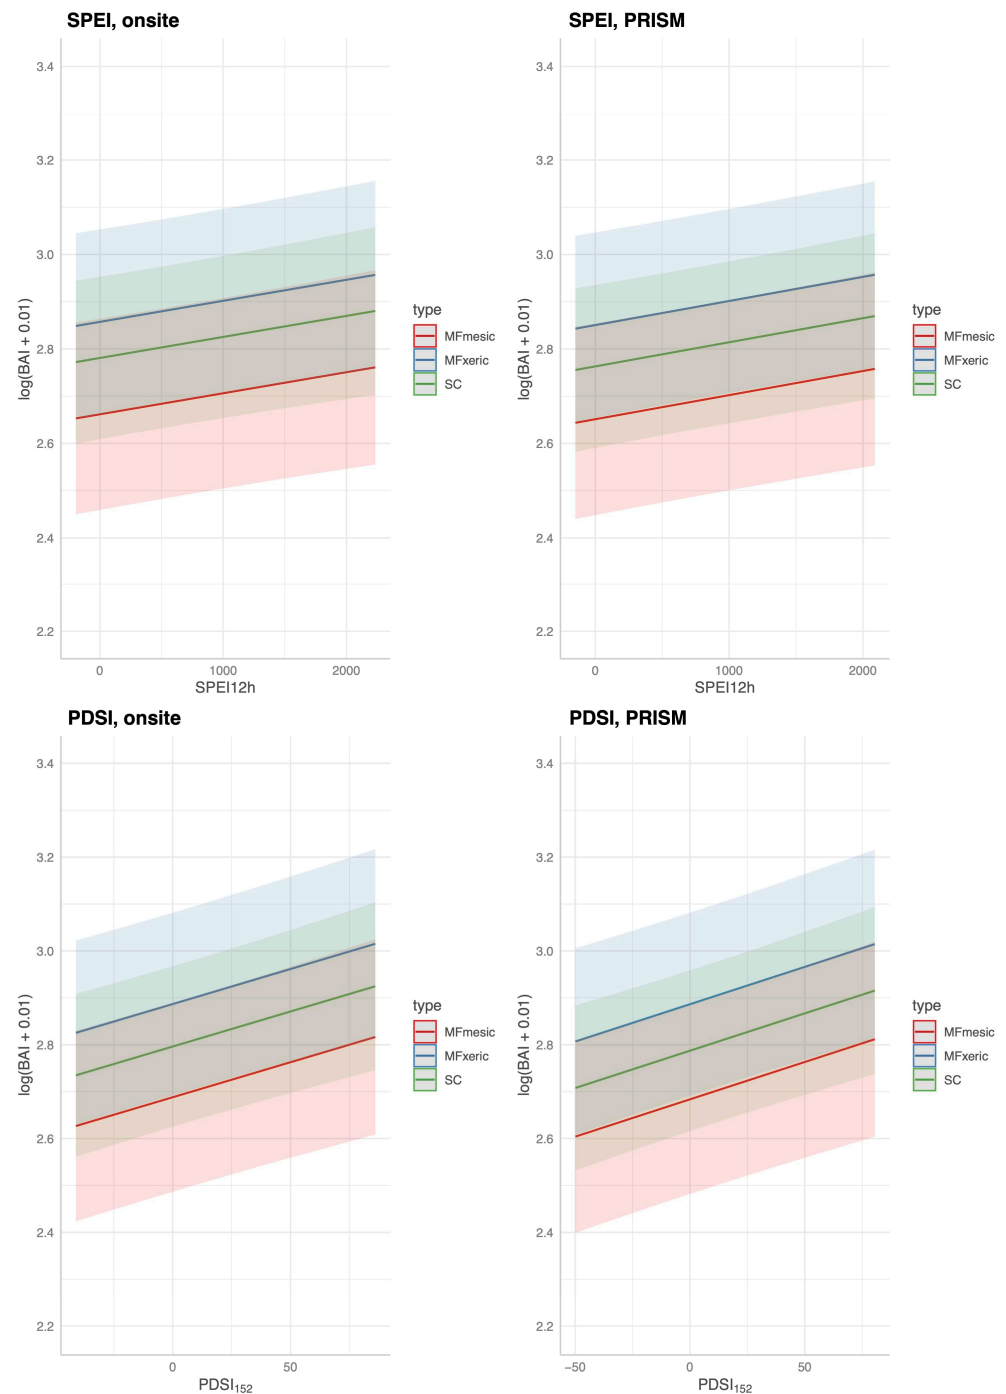 SPEI, onsite
3.4
3.2
3.0
2.8
2.6
2.4
2.2
log(BAI + 0.01)
0 1000 2000
SPEI12h
type
MFmesic
MFxeric
SC
SPEI, PRISM
3.4
3.2
3.0
2.8
2.6
2.4
2.2
log(BAI + 0.01)
0 1000 2000
SPEI12h
type
MFmesic
MFxeric
SC
PDSI, onsite
3.4
3.2
3.0
2.8
2.6
2.4
2.2
log(BAI + 0.01)
0 50
PDSI₁₅₂
type
MFmesic
MFxeric
SC
PDSI, PRISM
3.4
3.2
3.0
2.8
2.6
2.4
2.2
log(BAI + 0.01)
−50 0 50
PDSI₁₅₂
type
MFmesic
MFxeric
SC